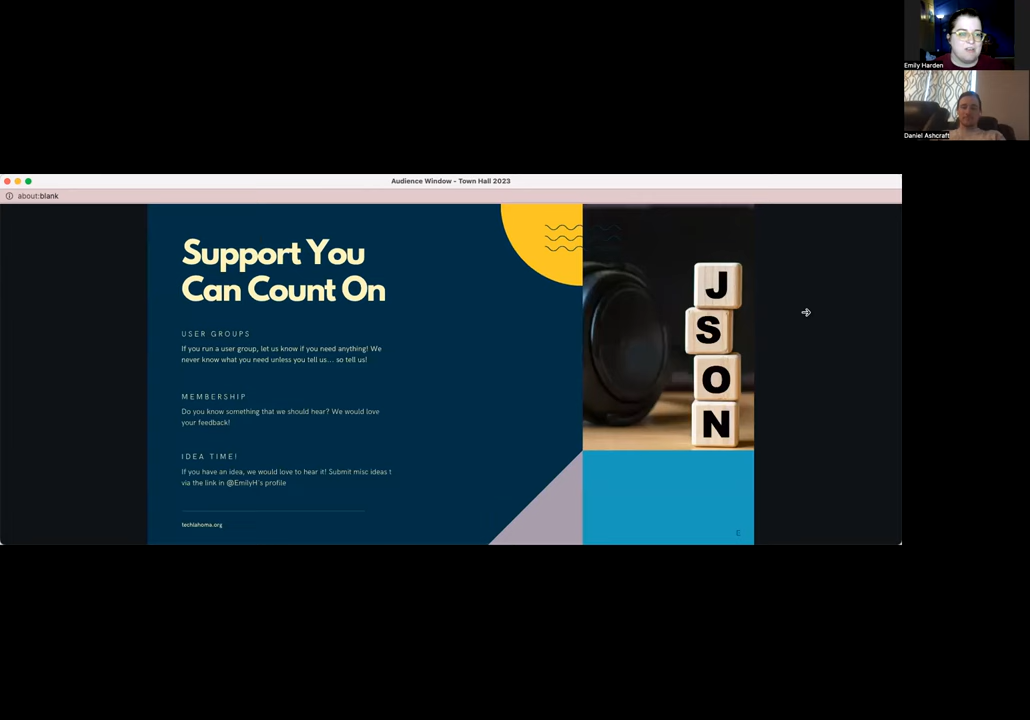 Emily Harden
Daniel Ashcraft
Audience Window - Town Hall 2023
about:blank
Support You
Can Count On
USER GROUPS
If you run a user group, let us know if you need anything! We
never know what you need unless you tell us... so tell us!
MEMBERSHIP
Do you know something that we should hear? We would love
your feedback!
IDEA TIME!
If you have an idea, we would love to hear it! Submit misc ideas t
via the link in @EmilyH's profile
techlahoma.org
J
S
O
N
E